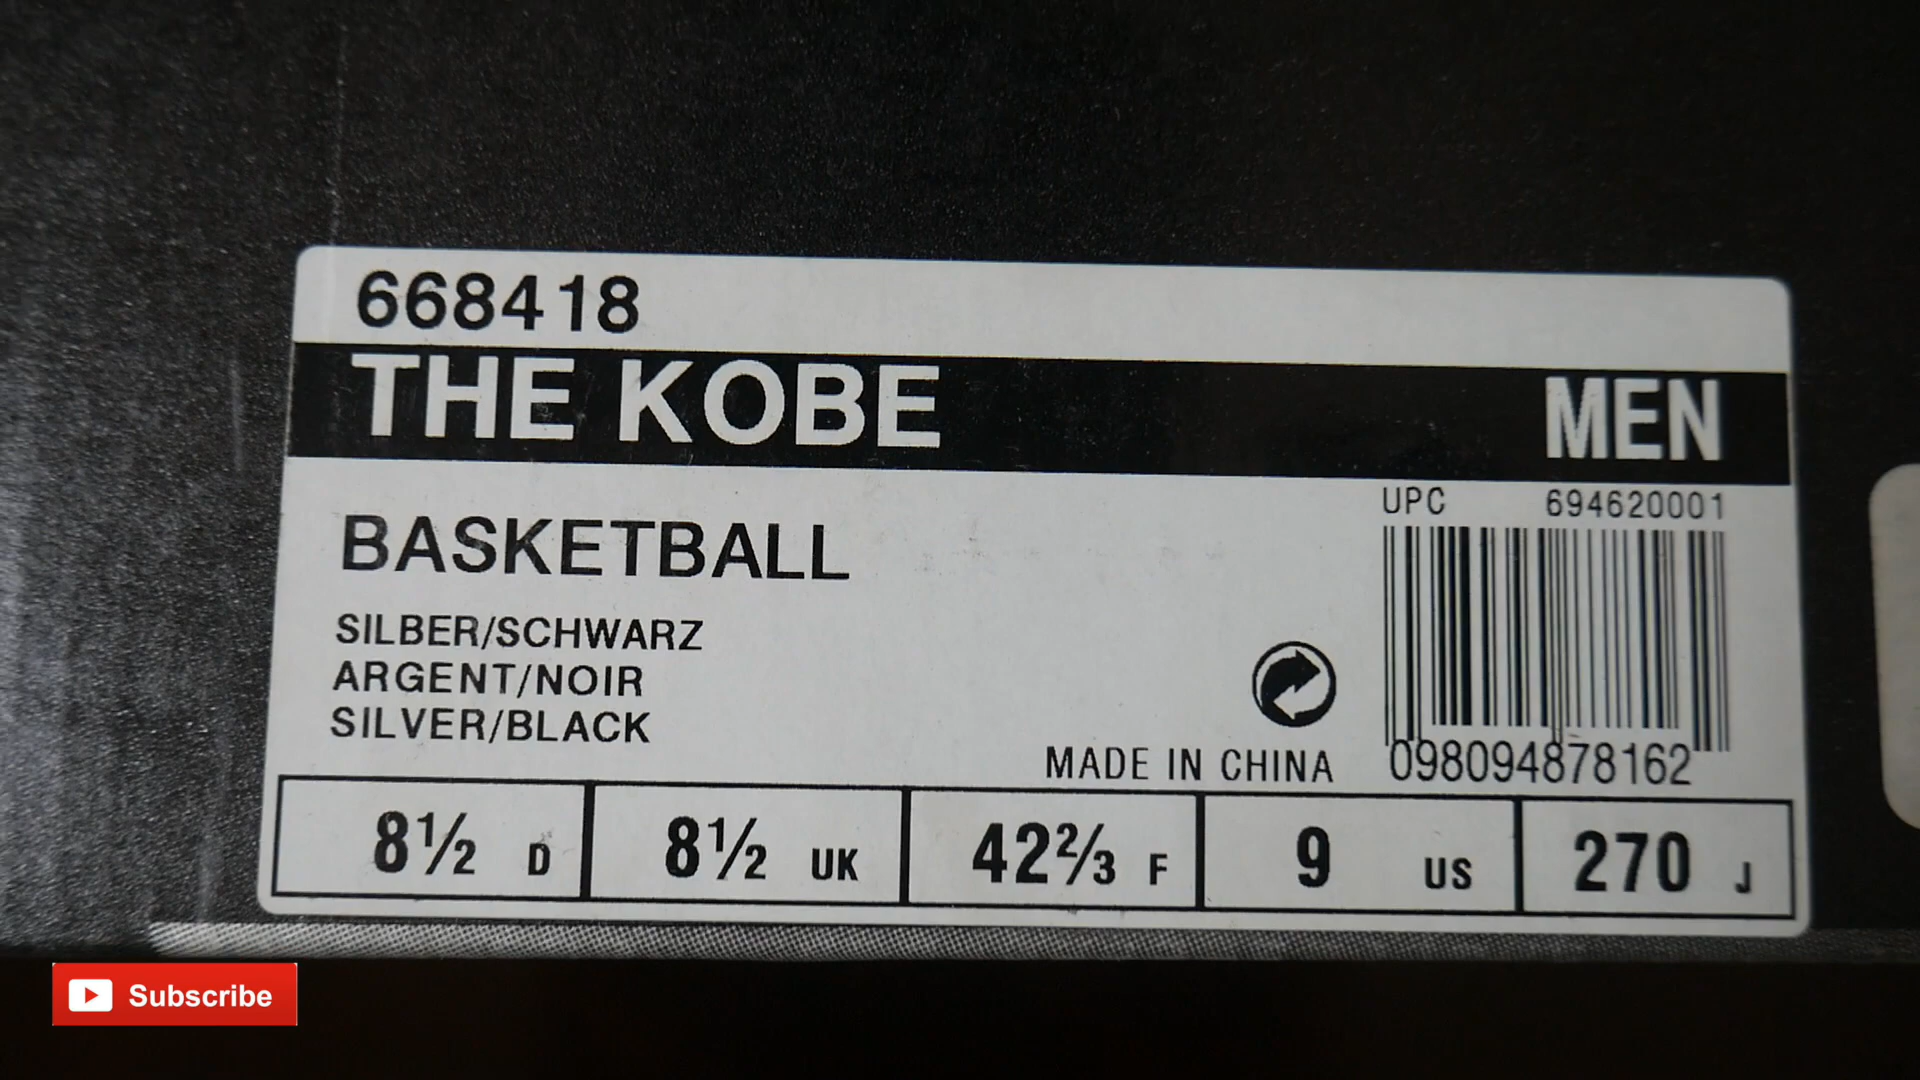 668418
THE KOBE MEN
UPC 694620001
BASKETBALL
SILBER/SCHWARZ
ARGENT/NOIR
SILVER/BLACK
MADE IN CHINA 098094878162
8½ D 8½ UK 42⅔ F 9 US 270 J
Subscribe